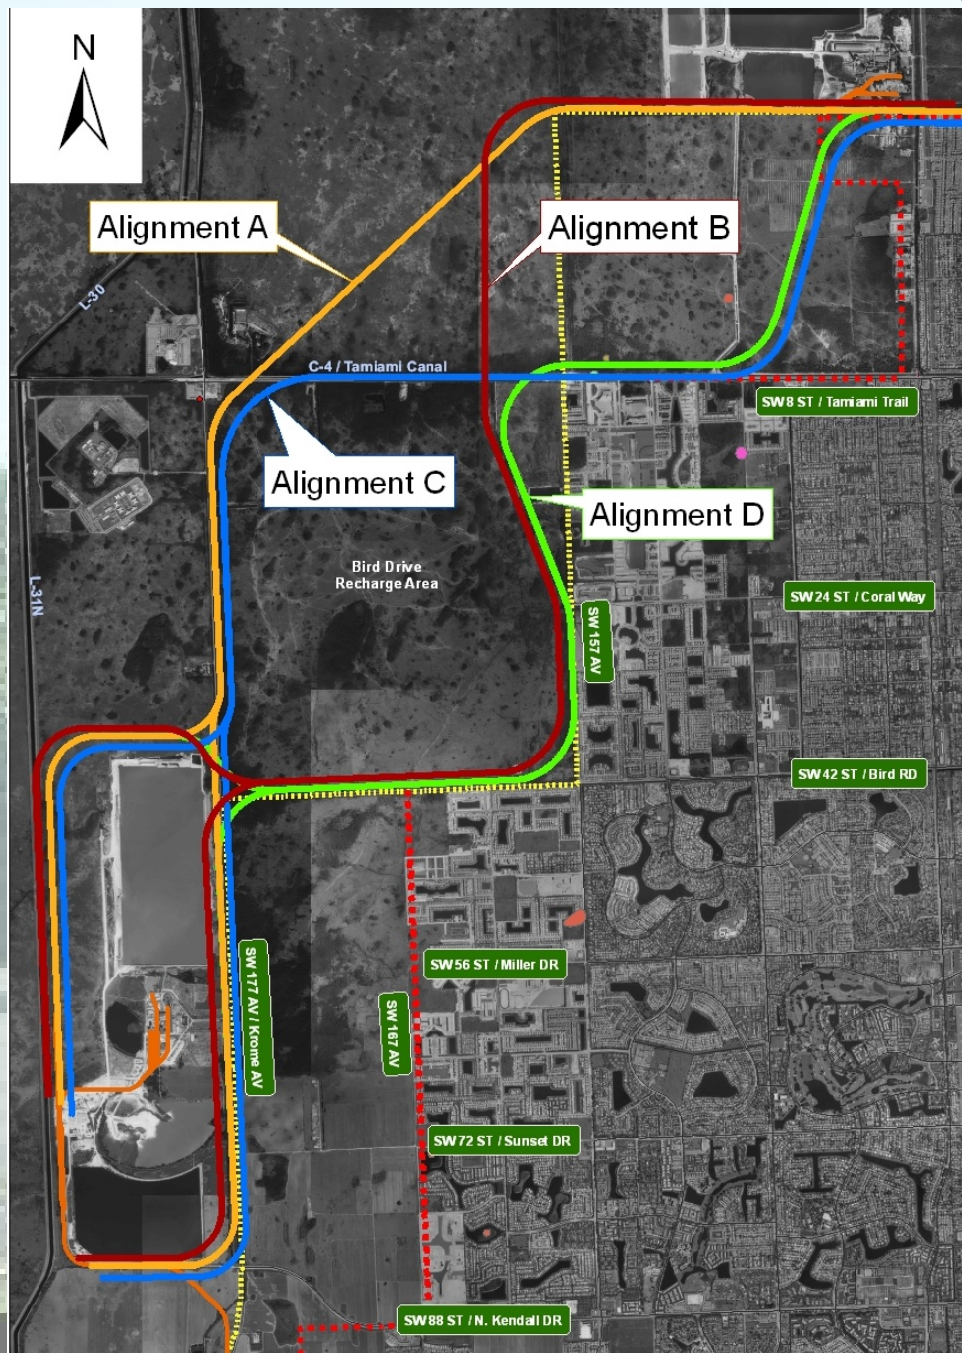 N
Alignment A
Alignment B
L-30
C-4 / Tamiami Canal
SW 8 ST / Tamiami Trail
Alignment C
Alignment D
Bird Drive
Recharge Area
L-31N
SW 24 ST / Coral Way
SW 157 AV
SW 42 ST / Bird RD
SW 56 ST / Miller DR
SW 177 AV / Krome AV
SW 167 AV
SW 72 ST / Sunset DR
SW 88 ST / N. Kendall DR